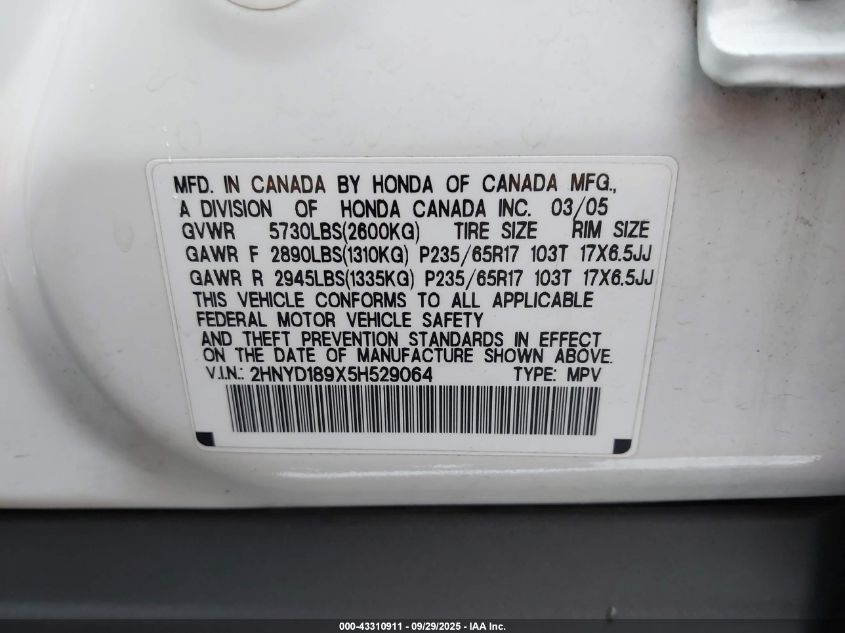 MFD. IN CANADA BY HONDA OF CANADA MFG.,
A DIVISION OF HONDA CANADA INC. 03/05
GVWR 5730LBS(2600KG) TIRE SIZE RIM SIZE
GAWR F 2890LBS(1310KG) P235/65R17 103T 17X6.5JJ
GAWR R 2945LBS(1335KG) P235/65R17 103T 17X6.5JJ
THIS VEHICLE CONFORMS TO ALL APPLICABLE
FEDERAL MOTOR VEHICLE SAFETY
AND THEFT PREVENTION STANDARDS IN EFFECT
ON THE DATE OF MANUFACTURE SHOWN ABOVE.
V.I.N.: 2HNYD189X5H529064 TYPE: MPV
000-43310911 - 09/29/2025 - IAA Inc.